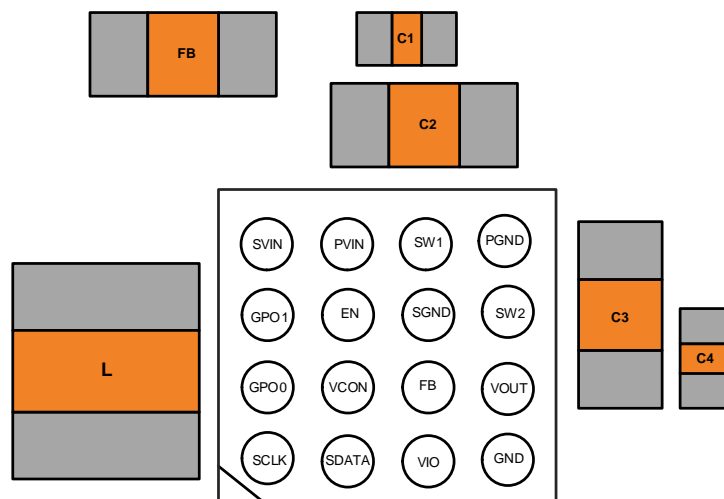 FB
C1
C2
SVIN PVIN SW1 PGND
GPO1 EN SGND SW2
C3
C4
L
GPO0 VCON FB VOUT
SCLK SDATA VIO GND